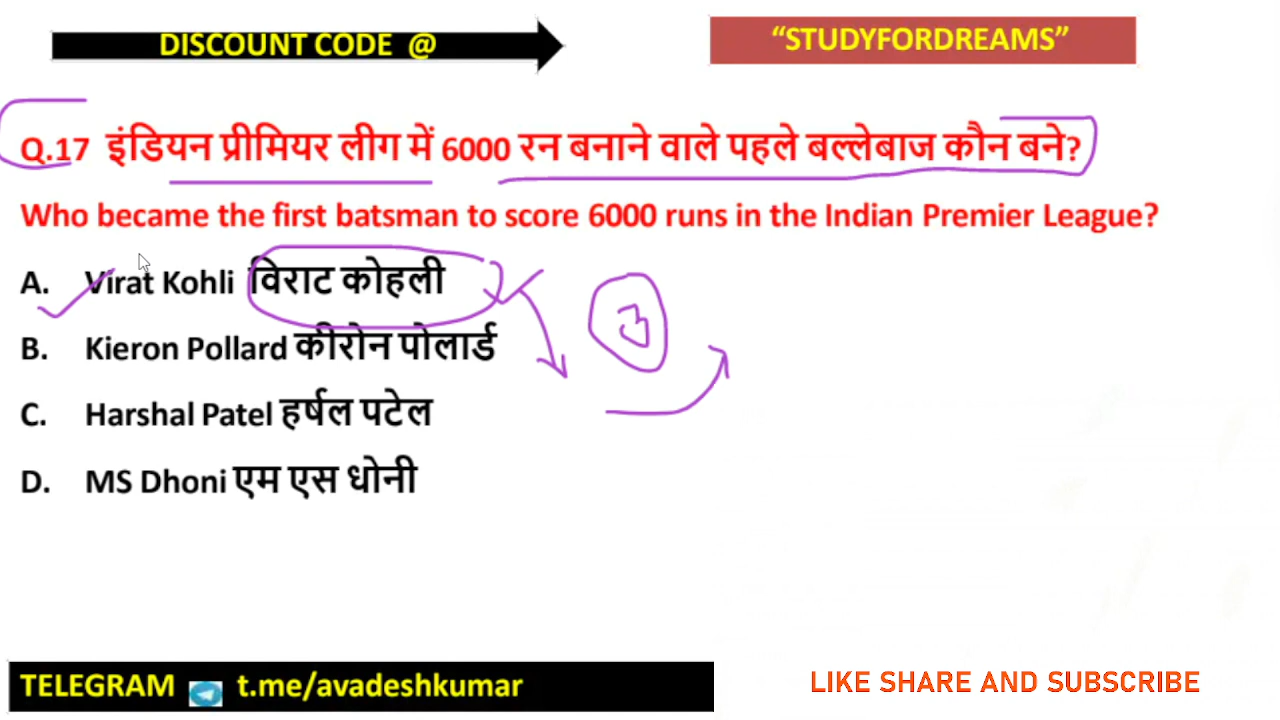 DISCOUNT CODE @
“STUDYFORDREAMS”
Q.17 इंडियन प्रीमियर लीग में 6000 रन बनाने वाले पहले बल्लेबाज कौन बने?
Who became the first batsman to score 6000 runs in the Indian Premier League?
A. Virat Kohli विराट कोहली
B. Kieron Pollard कीरोन पोलार्ड
C. Harshal Patel हर्षल पटेल
D. MS Dhoni एम एस धोनी
TELEGRAM t.me/avadeshkumar
LIKE SHARE AND SUBSCRIBE